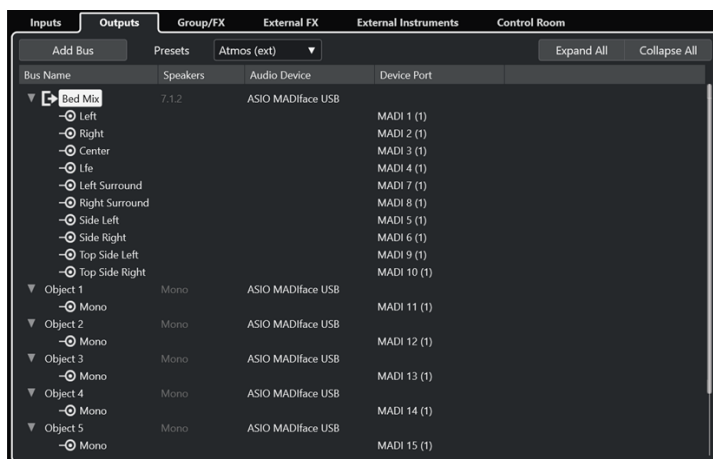 Inputs Outputs Group/FX External FX External Instruments Control Room
Add Bus Presets Atmos (ext) Expand All Collapse All
Bus Name Speakers Audio Device Device Port
Bed Mix 7.1.2 ASIO MADIface USB
Left MADI 1 (1)
Right MADI 2 (1)
Center MADI 3 (1)
Lfe MADI 4 (1)
Left Surround MADI 7 (1)
Right Surround MADI 8 (1)
Side Left MADI 5 (1)
Side Right MADI 6 (1)
Top Side Left MADI 9 (1)
Top Side Right MADI 10 (1)
Object 1 Mono ASIO MADIface USB
Mono MADI 11 (1)
Object 2 Mono ASIO MADIface USB
Mono MADI 12 (1)
Object 3 Mono ASIO MADIface USB
Mono MADI 13 (1)
Object 4 Mono ASIO MADIface USB
Mono MADI 14 (1)
Object 5 Mono ASIO MADIface USB
Mono MADI 15 (1)